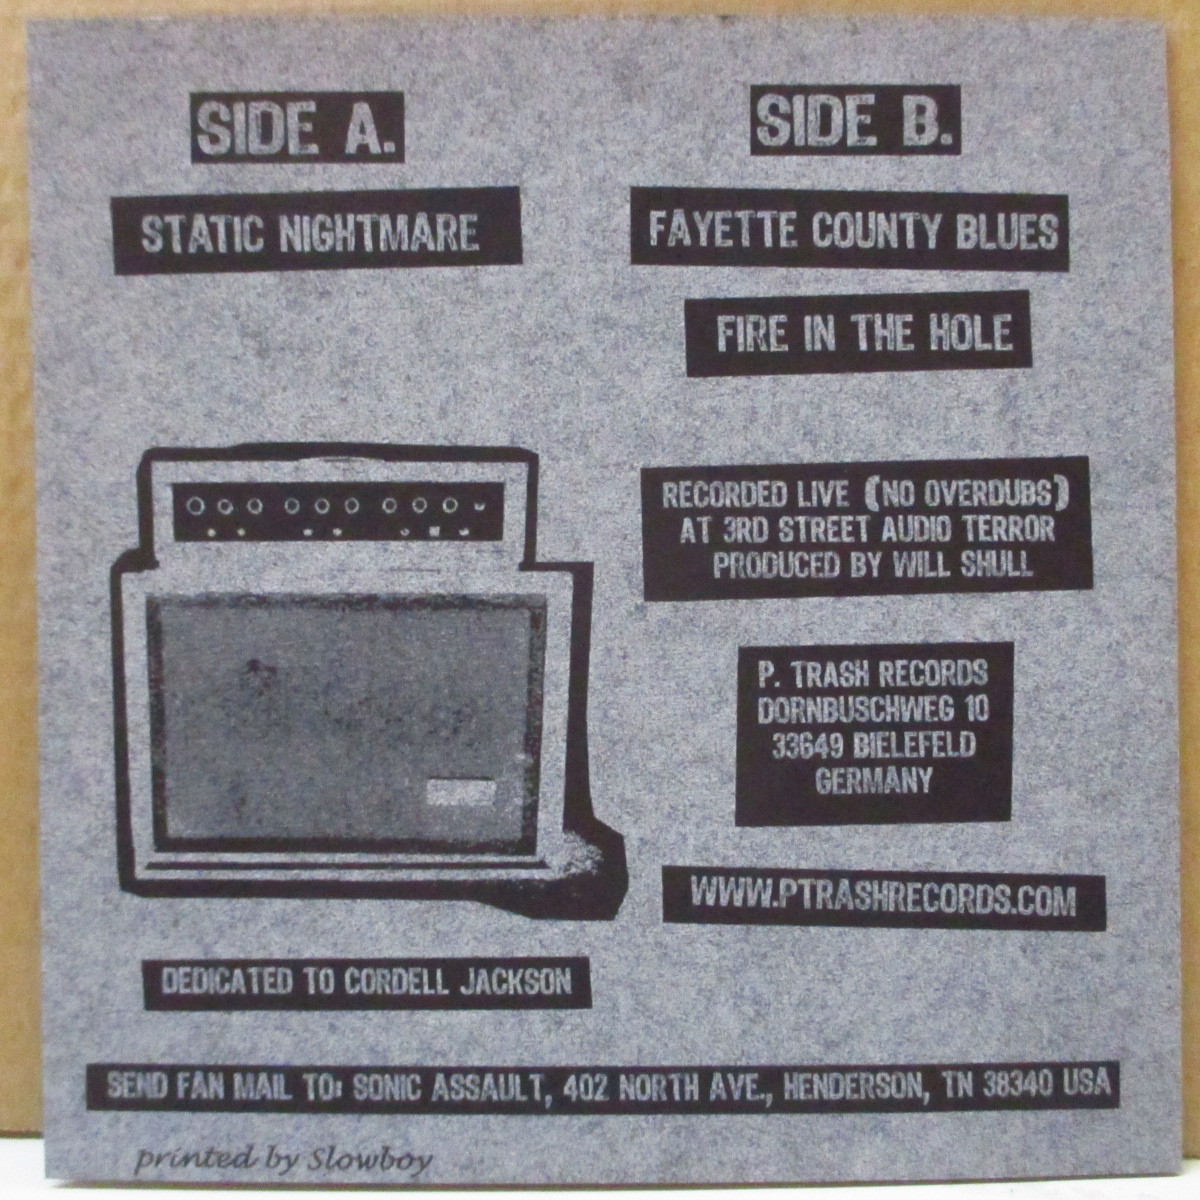 SIDE A.
STATIC NIGHTMARE
SIDE B.
FAYETTE COUNTY BLUES
FIRE IN THE HOLE
RECORDED LIVE (NO OVERDUBS)
AT 3RD STREET AUDIO TERROR
PRODUCED BY WILL SHULL
P. TRASH RECORDS
DORNBUSCHWEG 10
33649 BIELEFELD
GERMANY
WWW.PTRASHRECORDS.COM
DEDICATED TO CORDELL JACKSON
SEND FAN MAIL TO: SONIC ASSAULT, 402 NORTH AVE., HENDERSON, TN 38340 USA
printed by Slowboy